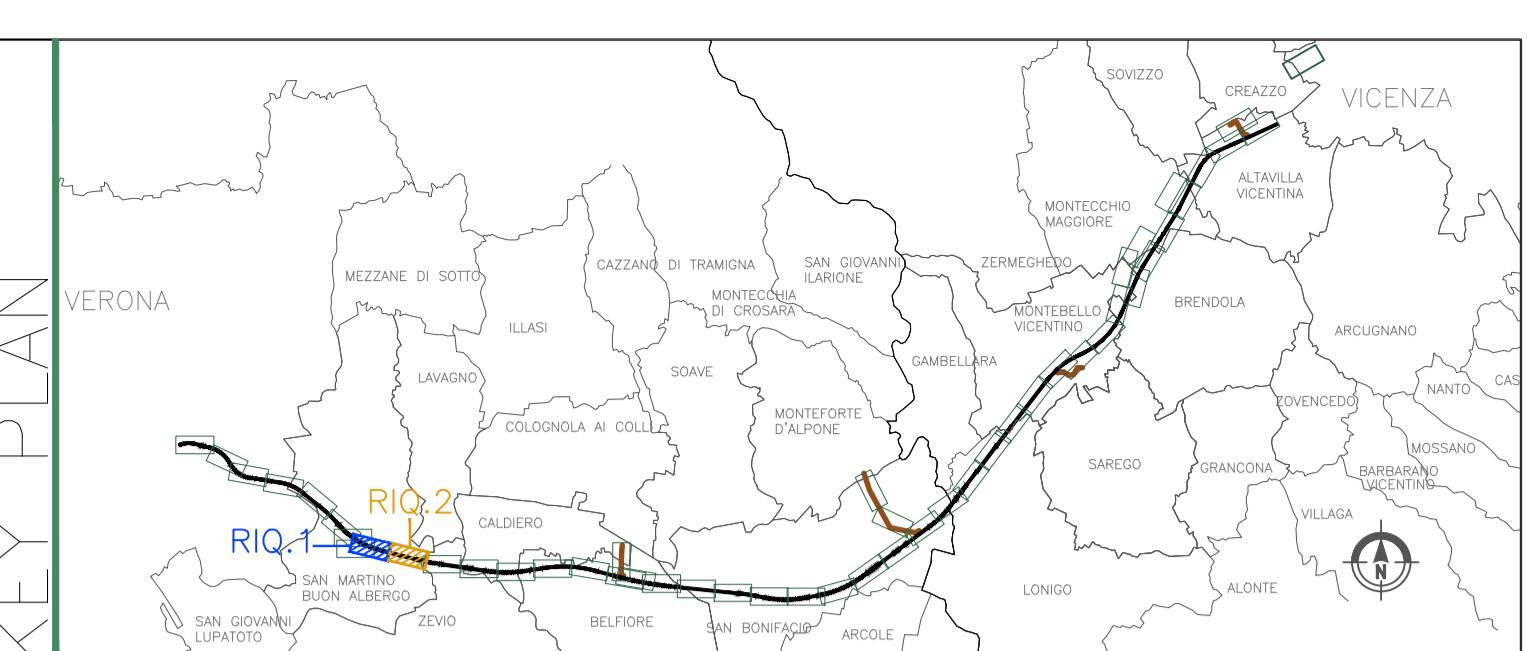 KEY PLAN
SOVIZZO
CREAZZO
VICENZA
ALTAVILLA
VICENTINA
MONTECCHIO
MAGGIORE
MEZZANE DI SOTTO
CAZZANO DI TRAMIGNA
SAN GIOVANNI
ILARIONE
ZERMEGHEDO
VERONA
MONTECCHIA
DI CROSARA
BRENDOLA
MONTEBELLO
VICENTINO
ILLASI
ARCUGNANO
GAMBELLARA
LAVAGNO
SOAVE
NANTO
CAS
ZOVENCEDO
MONTEFORTE
D'ALPONE
COLOGNOLA AI COLLI
MOSSANO
SAREGO
GRANCONA
BARBARANO
VICENTINO
RIQ.2
VILLAGA
CALDIERO
RIQ.1
N
SAN MARTINO
BUON ALBERGO
LONIGO
ALONTE
SAN GIOVANNI
LUPATOTO
ZEVIO
BELFIORE
SAN BONIFACIO
ARCOLE